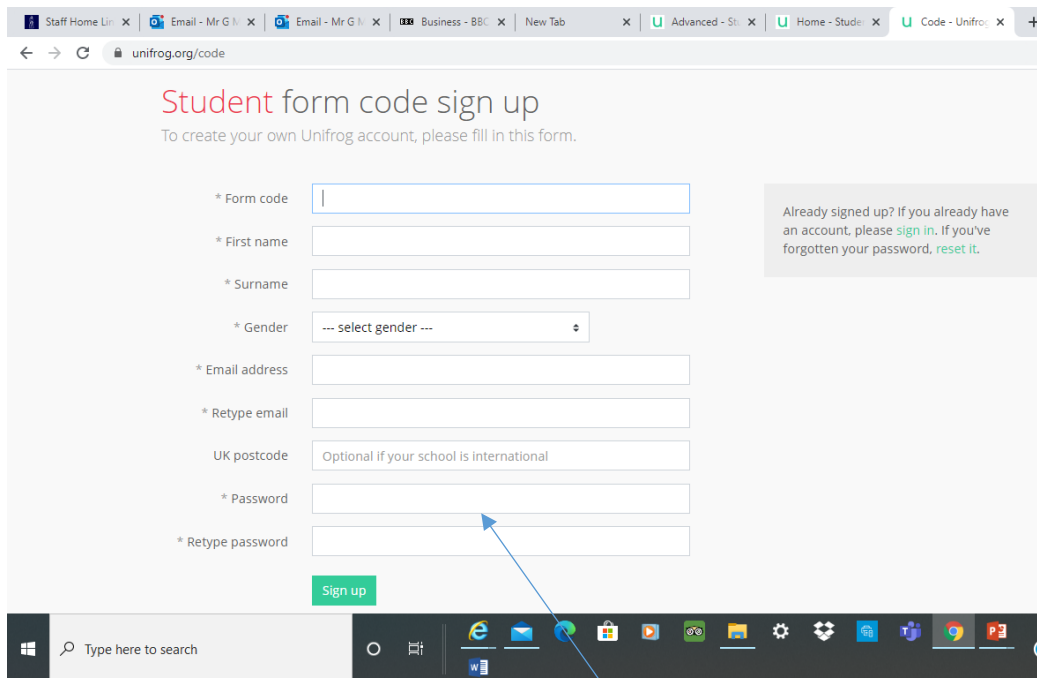 Staff Home Lin
Email - Mr G M
Email - Mr G M
BBC Business - BBC
New Tab
Advanced - Stu
Home - Studen
Code - Unifrog
unifrog.org/code
Student form code sign up
To create your own Unifrog account, please fill in this form.
* Form code
* First name
* Surname
* Gender --- select gender ---
* Email address
* Retype email
UK postcode Optional if your school is international
* Password
* Retype password
Sign up
Already signed up? If you already have
an account, please sign in. If you've
forgotten your password, reset it.
Type here to search